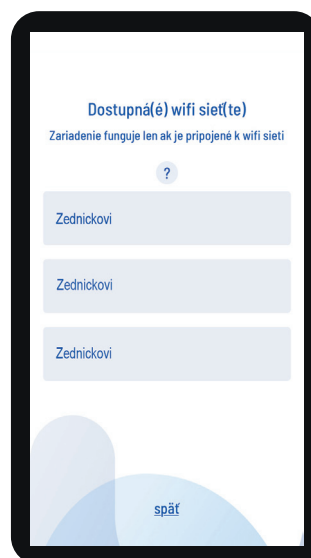 Dostupná(é) wifi sieť(te)
Zariadenie funguje len ak je pripojené k wifi sieti
?
Zednickovi
Zednickovi
Zednickovi
späť